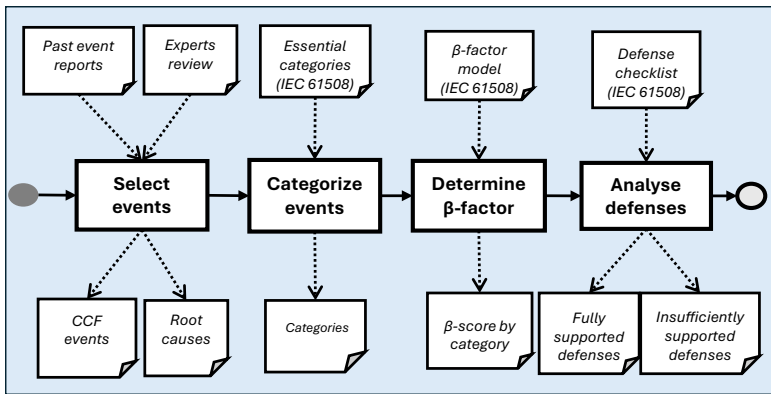 Past event
reports
Experts
review
Essential
categories
(IEC 61508)
β-factor
model
(IEC 61508)
Defense
checklist
(IEC 61508)
Select
events
Categorize
events
Determine
β-factor
Analyse
defenses
CCF
events
Root
causes
Categories
β-score by
category
Fully
supported
defenses
Insufficiently
supported
defenses